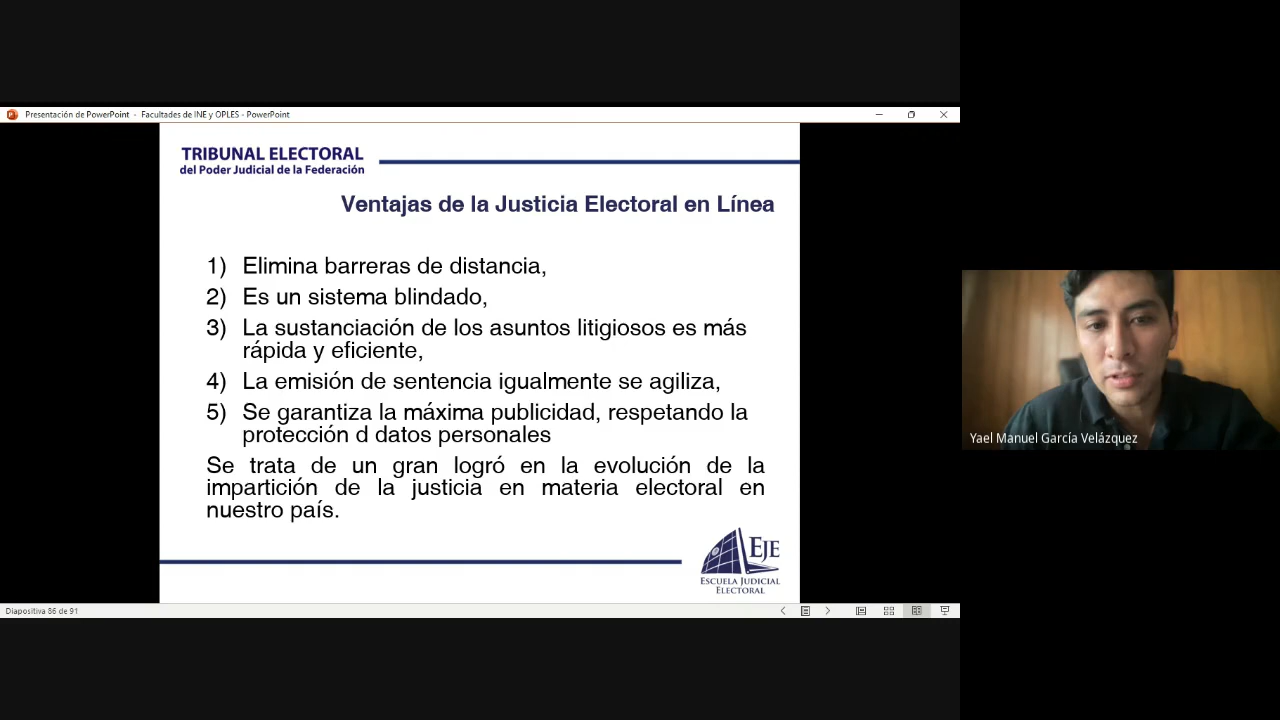 Presentación de PowerPoint - Facultades de INE y OPLES - PowerPoint
TRIBUNAL ELECTORAL
del Poder Judicial de la Federación
Ventajas de la Justicia Electoral en Línea
1) Elimina barreras de distancia,
2) Es un sistema blindado,
3) La sustanciación de los asuntos litigiosos es más
rápida y eficiente,
4) La emisión de sentencia igualmente se agiliza,
5) Se garantiza la máxima publicidad, respetando la
protección d datos personales
Se trata de un gran logró en la evolución de la
impartición de la justicia en materia electoral en
nuestro país.
EJE
ESCUELA JUDICIAL
ELECTORAL
Diapositiva 86 de 91
Yael Manuel García Velázquez